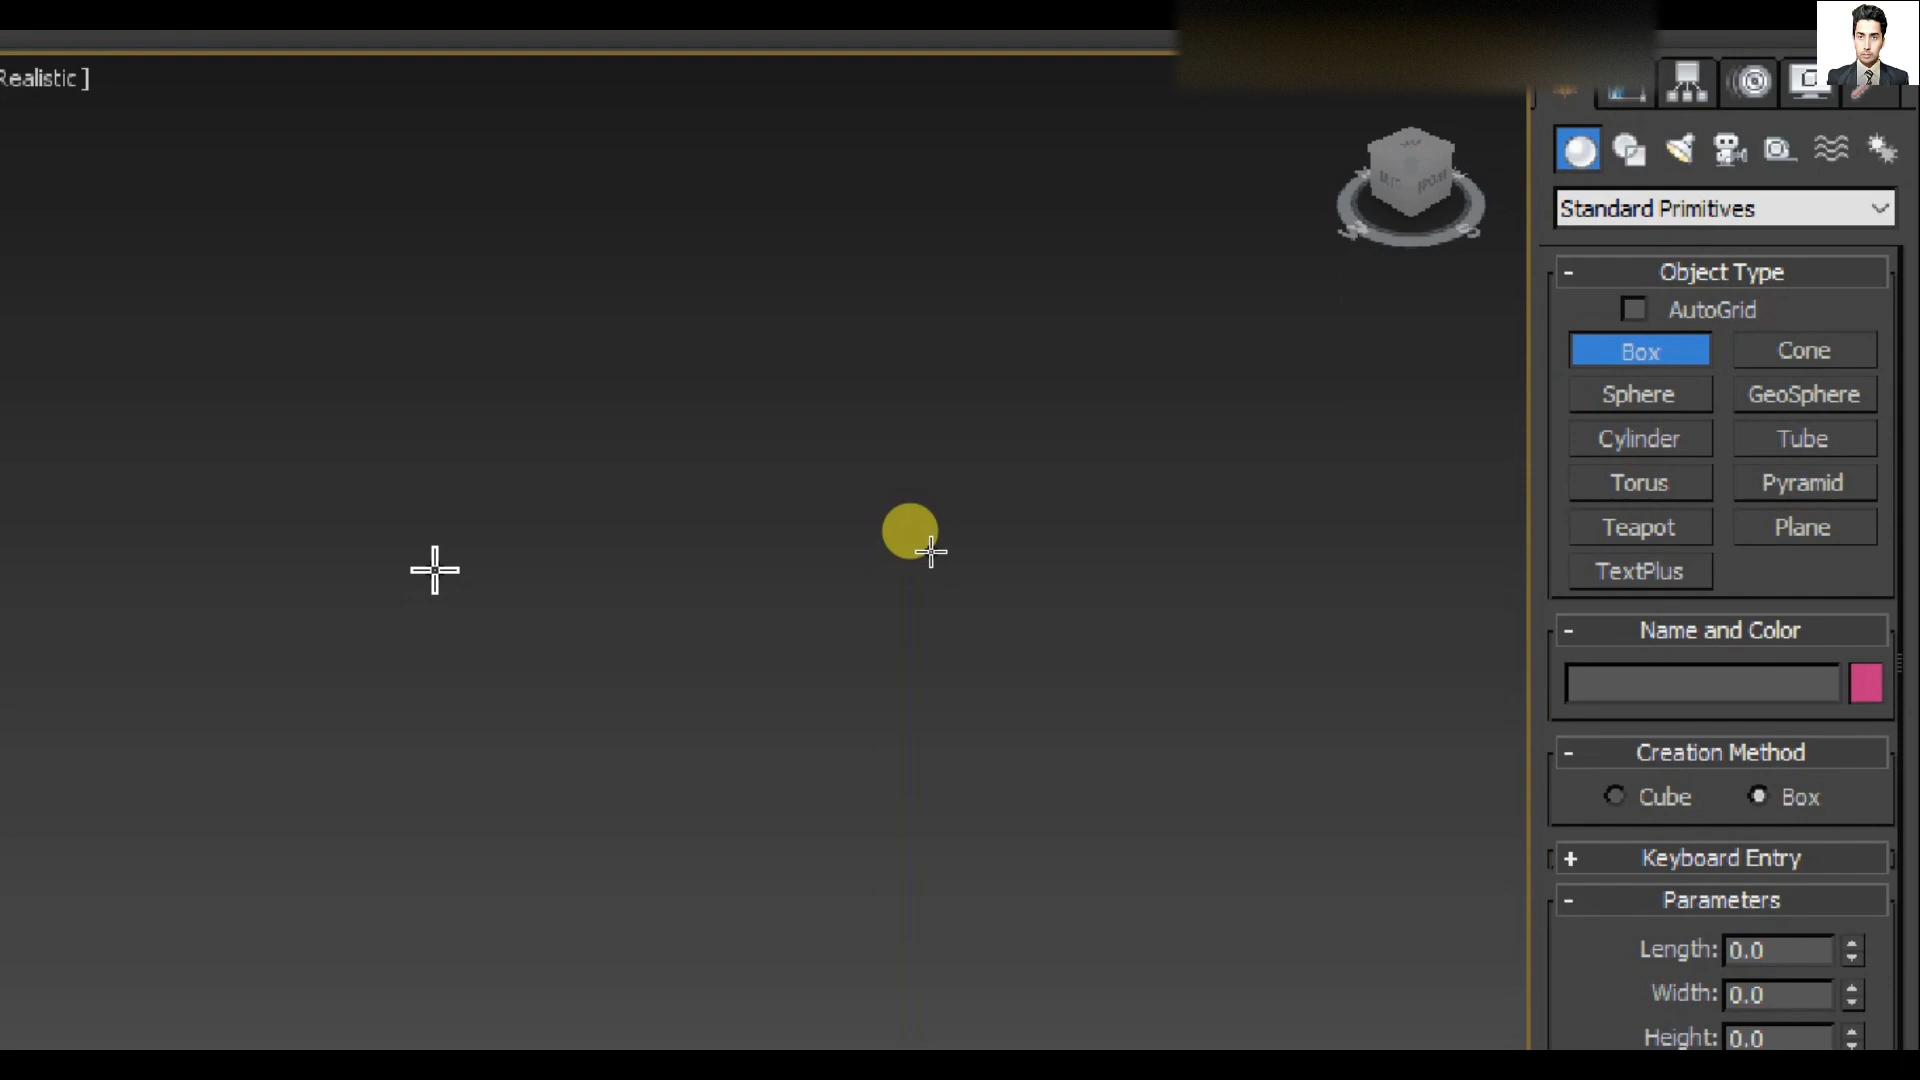 Realistic ]
Standard Primitives
- Object Type
AutoGrid
Box Cone
Sphere GeoSphere
Cylinder Tube
Torus Pyramid
Teapot Plane
TextPlus
- Name and Color
- Creation Method
Cube Box
+ Keyboard Entry
- Parameters
Length: 0.0
Width: 0.0
Height: 0.0